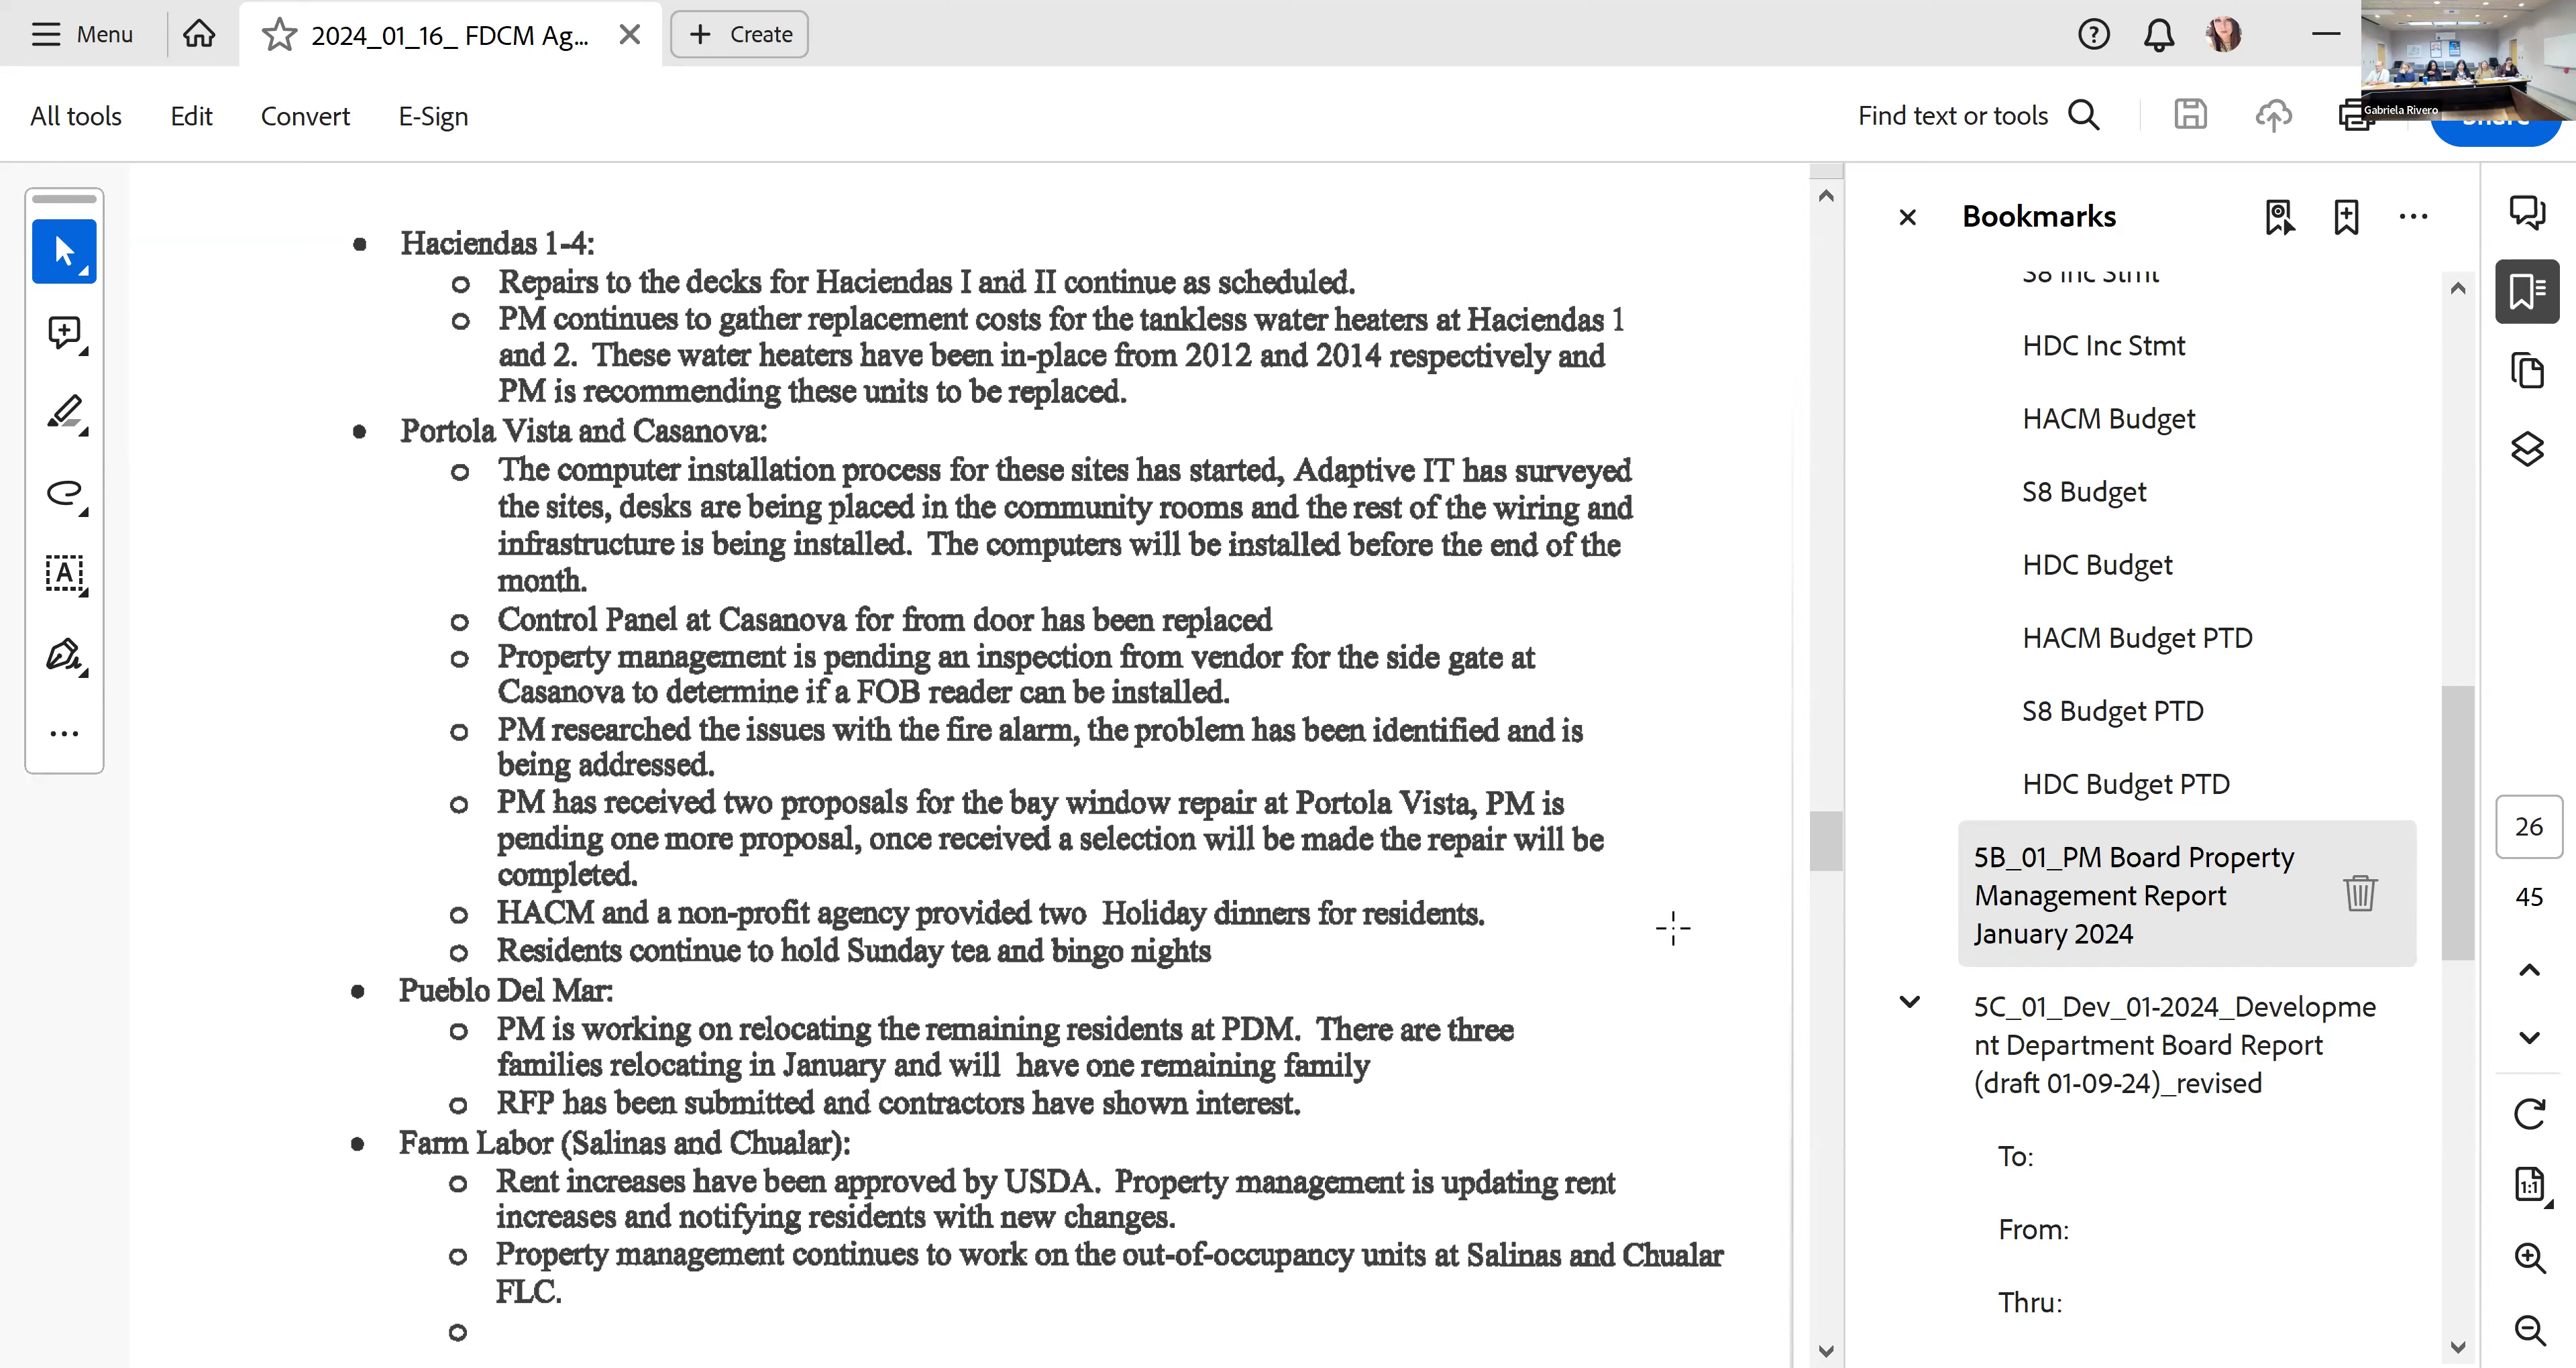 Menu
2024_01_16_ FDCM Ag...
Create
All tools
Edit
Convert
E-Sign
Find text or tools
Gabriela Rivero
Haciendas 1-4:
Repairs to the decks for Haciendas I and II continue as scheduled.
PM continues to gather replacement costs for the tankless water heaters at Haciendas 1
and 2. These water heaters have been in-place from 2012 and 2014 respectively and
PM is recommending these units to be replaced.
Portola Vista and Casanova:
The computer installation process for these sites has started, Adaptive IT has surveyed
the sites, desks are being placed in the community rooms and the rest of the wiring and
infrastructure is being installed. The computers will be installed before the end of the
month.
Control Panel at Casanova for from door has been replaced
Property management is pending an inspection from vendor for the side gate at
Casanova to determine if a FOB reader can be installed.
PM researched the issues with the fire alarm, the problem has been identified and is
being addressed.
PM has received two proposals for the bay window repair at Portola Vista, PM is
pending one more proposal, once received a selection will be made the repair will be
completed.
HACM and a non-profit agency provided two Holiday dinners for residents.
Residents continue to hold Sunday tea and bingo nights
Pueblo Del Mar:
PM is working on relocating the remaining residents at PDM. There are three
families relocating in January and will have one remaining family
RFP has been submitted and contractors have shown interest.
Farm Labor (Salinas and Chualar):
Rent increases have been approved by USDA. Property management is updating rent
increases and notifying residents with new changes.
Property management continues to work on the out-of-occupancy units at Salinas and Chualar
FLC.
Bookmarks
S8 Inc Stmt
HDC Inc Stmt
HACM Budget
S8 Budget
HDC Budget
HACM Budget PTD
S8 Budget PTD
HDC Budget PTD
5B_01_PM Board Property
Management Report
January 2024
5C_01_Dev_01-2024_Developme
nt Department Board Report
(draft 01-09-24)_revised
To:
From:
Thru:
26
45
1:1